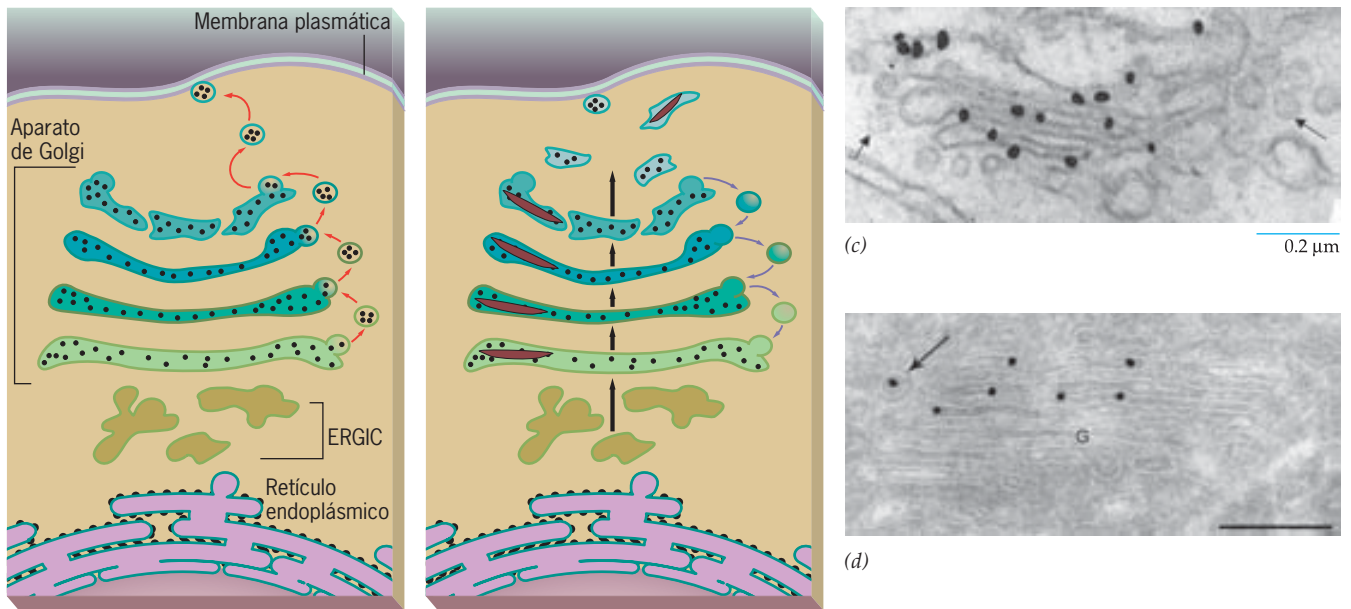 Membrana plasmática
Aparato
de Golgi
ERGIC
Retículo
endoplásmico
(c)
0.2 µm
G
(d)